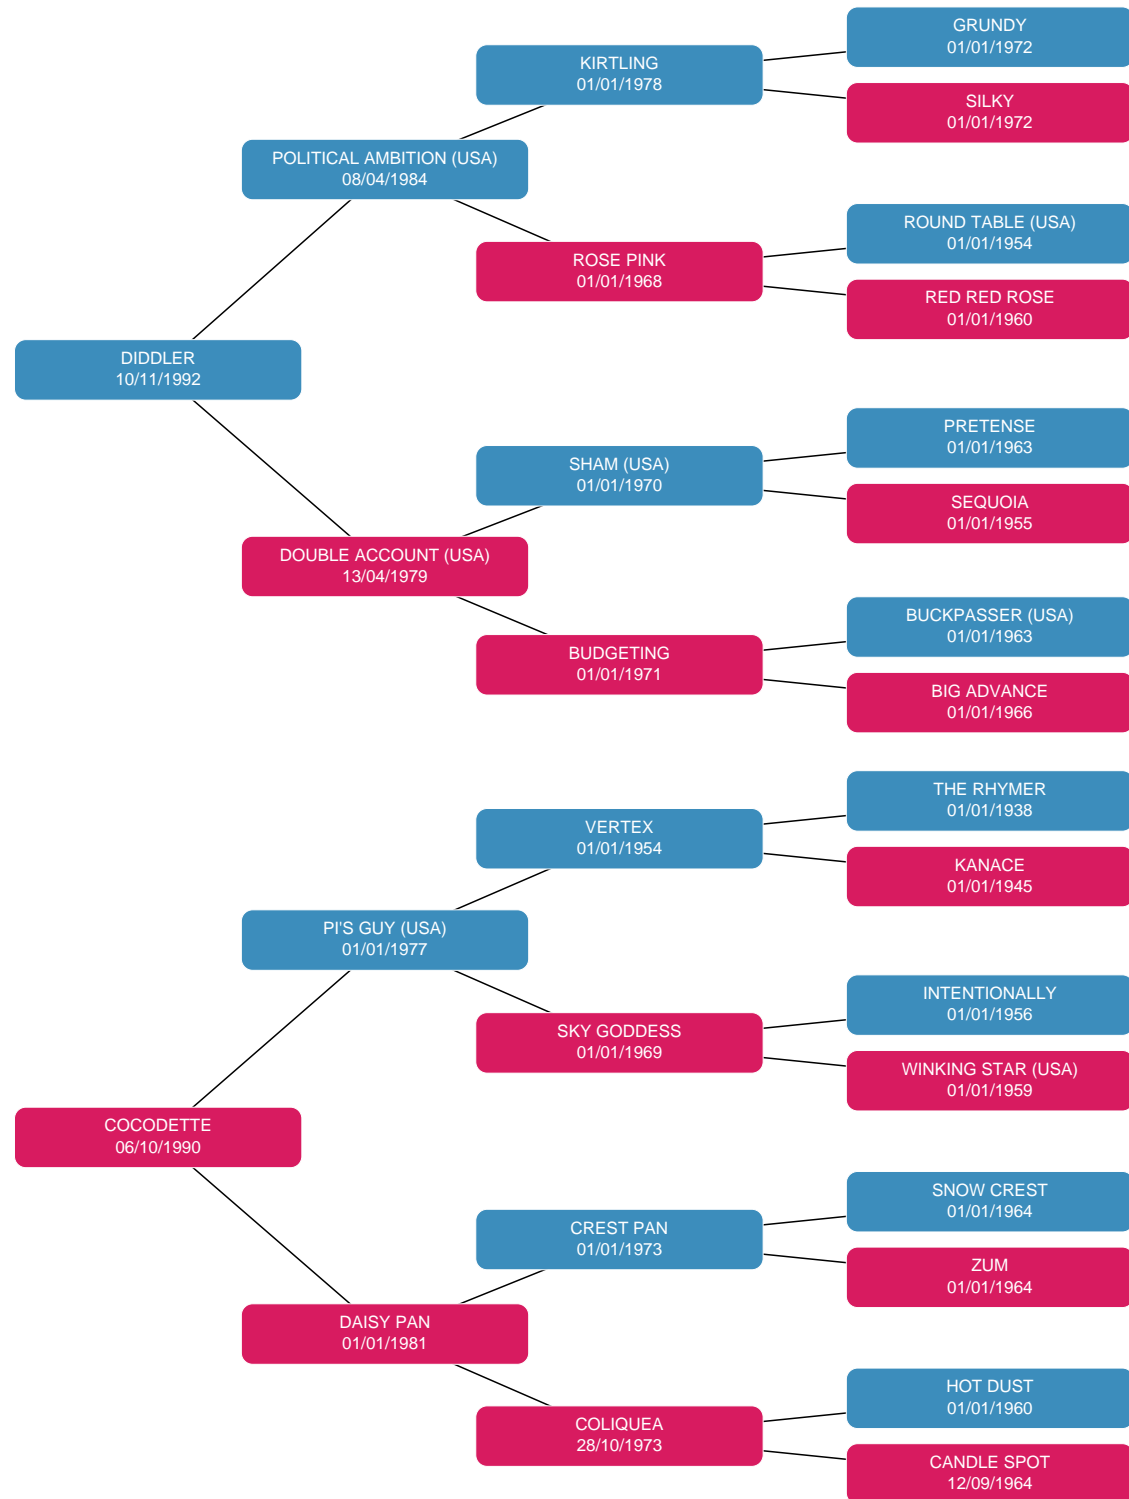 GRUNDY
01/01/1972
KIRTLING
01/01/1978
SILKY
01/01/1972
POLITICAL AMBITION (USA)
08/04/1984
ROUND TABLE (USA)
01/01/1954
ROSE PINK
01/01/1968
RED RED ROSE
01/01/1960
DIDDLER
10/11/1992
PRETENSE
01/01/1963
SHAM (USA)
01/01/1970
SEQUOIA
01/01/1955
DOUBLE ACCOUNT (USA)
13/04/1979
BUCKPASSER (USA)
01/01/1963
BUDGETING
01/01/1971
BIG ADVANCE
01/01/1966
THE RHYMER
01/01/1938
VERTEX
01/01/1954
KANACE
01/01/1945
PI'S GUY (USA)
01/01/1977
INTENTIONALLY
01/01/1956
SKY GODDESS
01/01/1969
WINKING STAR (USA)
01/01/1959
COCODETTE
06/10/1990
SNOW CREST
01/01/1964
CREST PAN
01/01/1973
ZUM
01/01/1964
DAISY PAN
01/01/1981
HOT DUST
01/01/1960
COLIQUEA
28/10/1973
CANDLE SPOT
12/09/1964